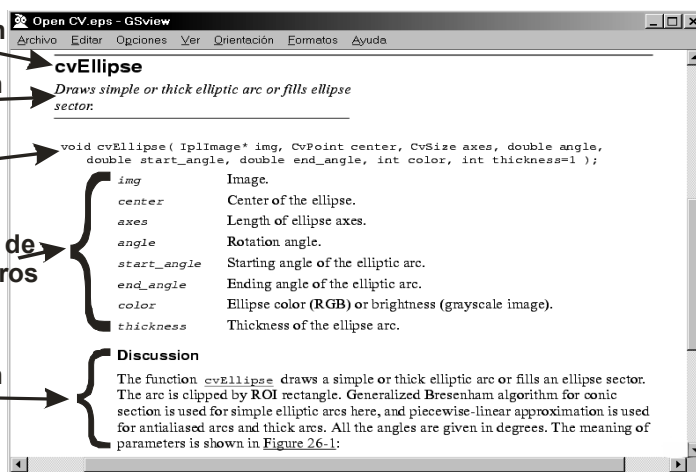 Open CV.eps - GSview
Archivo Editar Opciones Ver Orientación Eormatos Ayuda
cvEllipse
Draws simple or thick elliptic arc or fills ellipse
sector.
void cvEllipse( IplImage* img, CvPoint center, CvSize axes, double angle,
double start_angle, double end_angle, int color, int thickness=1 );
img Image.
center Center of the ellipse.
axes Length of ellipse axes.
angle Rotation angle.
de
start_angle Starting angle of the elliptic arc.
ros
end_angle Ending angle of the elliptic arc.
color Ellipse color (RGB) or brightness (grayscale image).
thickness Thickness of the ellipse arc.
Discussion
The function cvEllipse draws a simple or thick elliptic arc or fills an ellipse sector.
The arc is clipped by ROI rectangle. Generalized Bresenham algorithm for conic
section is used for simple elliptic arcs here, and piecewise-linear approximation is used
for antialiased arcs and thick arcs. All the angles are given in degrees. The meaning of
parameters is shown in Figure 26-1: